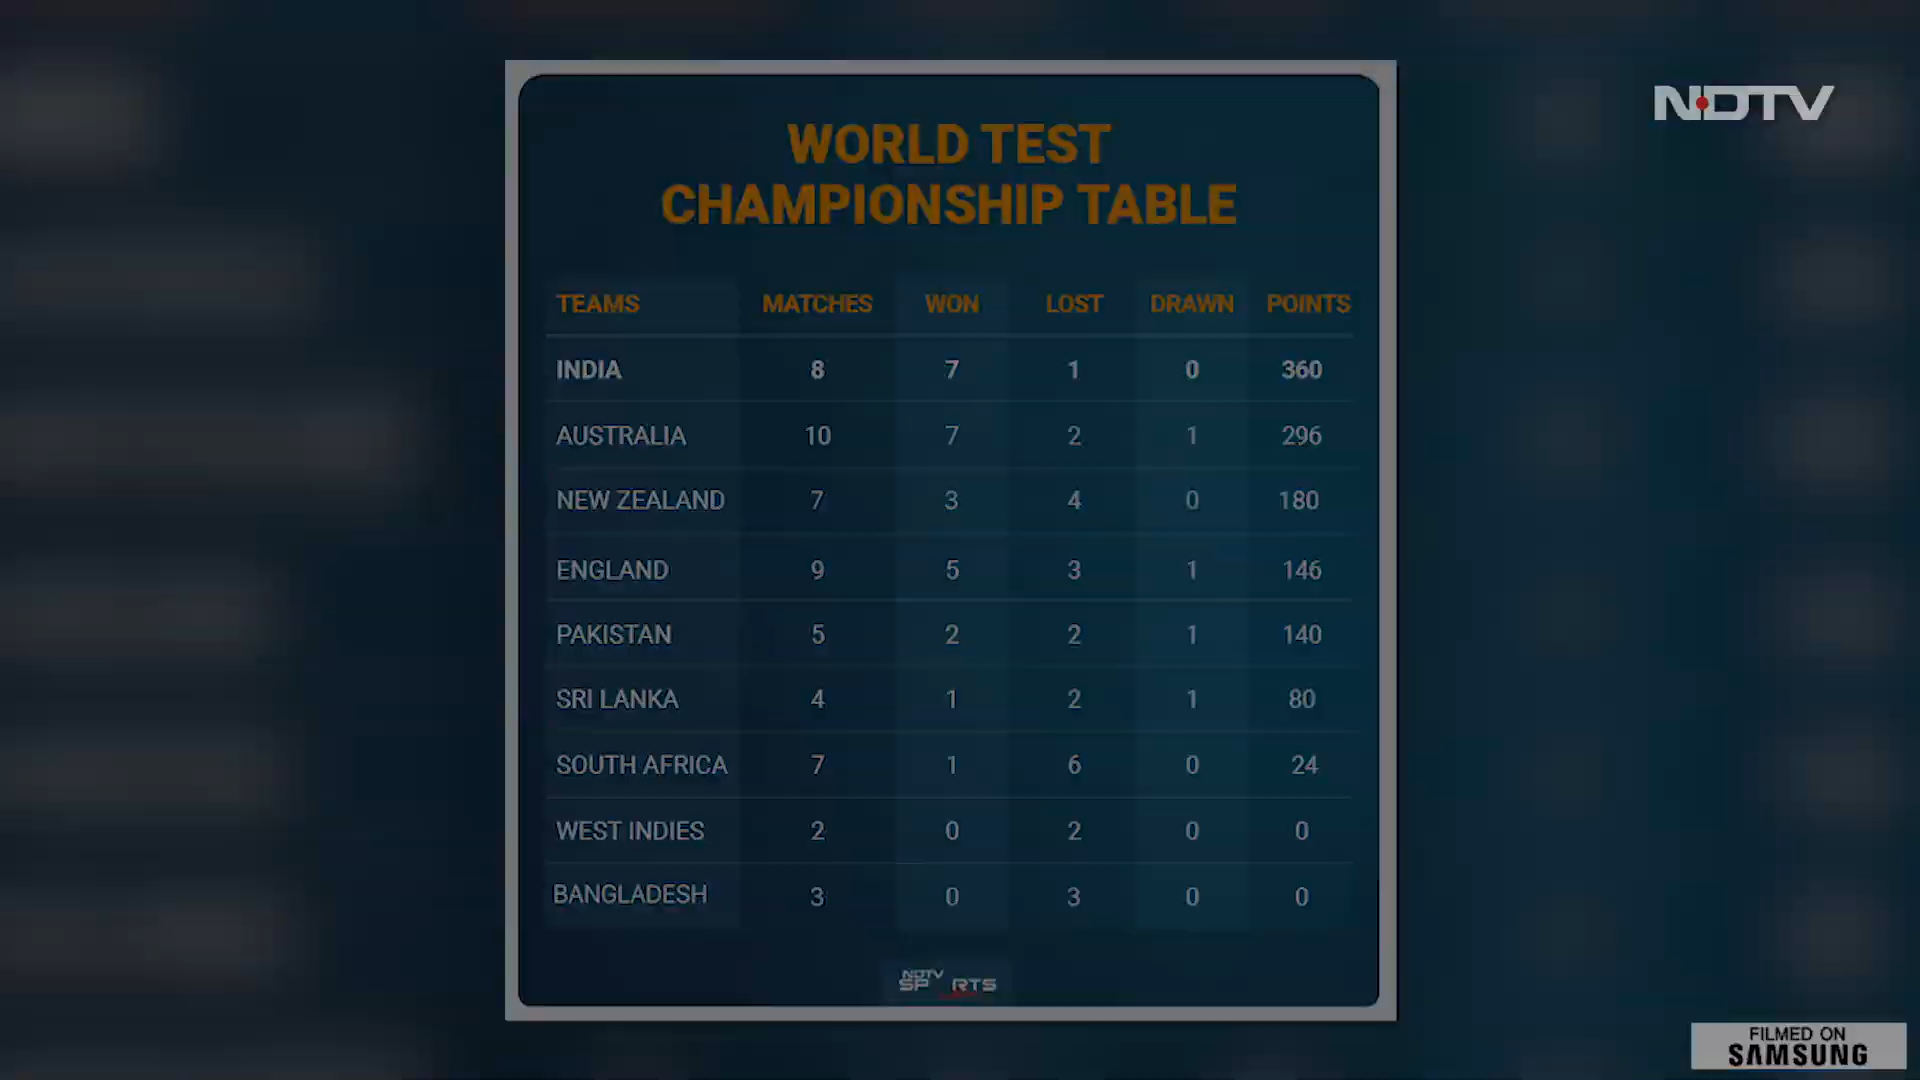 NDTV
WORLD TEST
CHAMPIONSHIP TABLE
TEAMS MATCHES WON LOST DRAWN POINTS
INDIA 8 7 1 0 360
AUSTRALIA 10 7 2 1 296
NEW ZEALAND 7 3 4 0 180
ENGLAND 9 5 3 1 146
PAKISTAN 5 2 2 1 140
SRI LANKA 4 1 2 1 80
SOUTH AFRICA 7 1 6 0 24
WEST INDIES 2 0 2 0 0
BANGLADESH 3 0 3 0 0
NDTV
SP RTS
FILMED ON
SAMSUNG